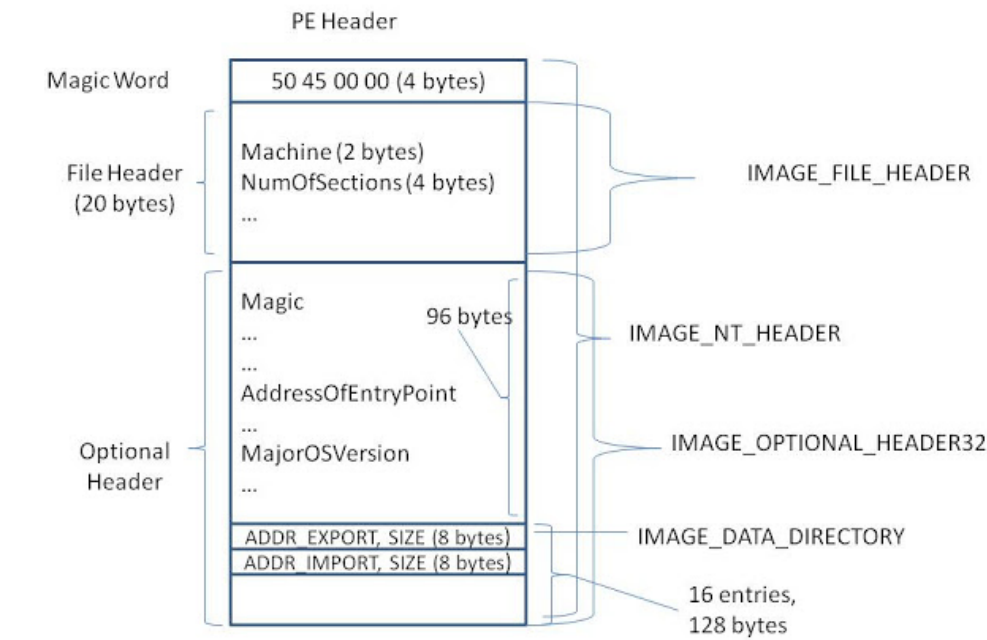 PE Header
Magic Word
50 45 00 00 (4 bytes)
File Header
(20 bytes)
Machine (2 bytes)
NumOfSections (4 bytes)
...
IMAGE_FILE_HEADER
Optional
Header
Magic
...
...
AddressOfEntryPoint
...
MajorOSVersion
...
96 bytes
IMAGE_NT_HEADER
IMAGE_OPTIONAL_HEADER32
ADDR_EXPORT, SIZE (8 bytes)
ADDR_IMPORT, SIZE (8 bytes)
IMAGE_DATA_DIRECTORY
16 entries,
128 bytes